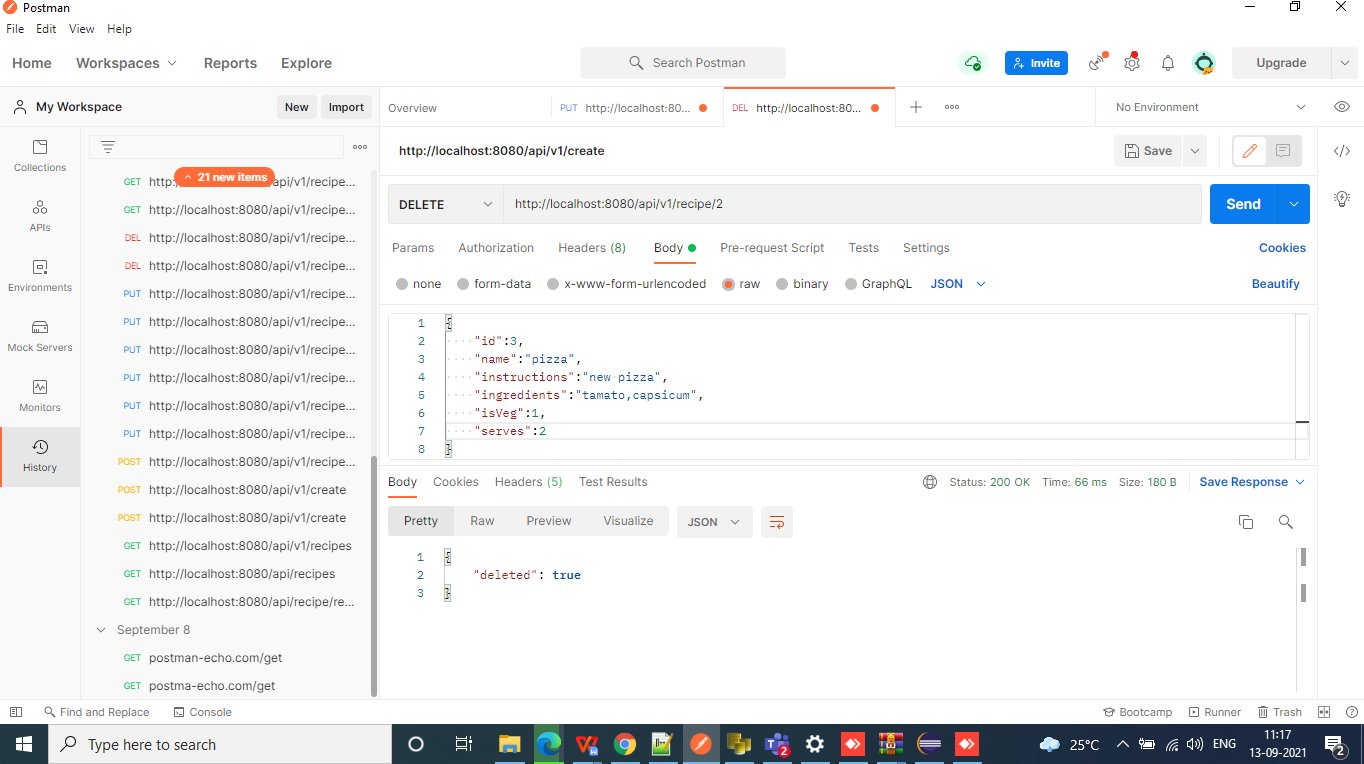 Postman
File Edit View Help
Home Workspaces Reports Explore Search Postman Invite Upgrade
My Workspace New Import Overview PUT http://localhost:80... DEL http://localhost:80... No Environment
Collections
APIs
Environments
Mock Servers
Monitors
History
21 new items
GET http: api/v1/recipe...
GET http://localhost:8080/api/v1/recipe...
DEL http://localhost:8080/api/v1/recipe...
DEL http://localhost:8080/api/v1/recipe...
PUT http://localhost:8080/api/v1/recipe...
PUT http://localhost:8080/api/v1/recipe...
PUT http://localhost:8080/api/v1/recipe...
PUT http://localhost:8080/api/v1/recipe...
PUT http://localhost:8080/api/v1/recipe...
PUT http://localhost:8080/api/v1/recipe...
POST http://localhost:8080/api/v1/recipe...
POST http://localhost:8080/api/v1/create
POST http://localhost:8080/api/v1/create
GET http://localhost:8080/api/v1/recipes
GET http://localhost:8080/api/recipes
GET http://localhost:8080/api/recipe/re...
September 8
GET postman-echo.com/get
GET postma-echo.com/get
http://localhost:8080/api/v1/create Save
DELETE http://localhost:8080/api/v1/recipe/2 Send
Params Authorization Headers (8) Body Pre-request Script Tests Settings Cookies
none form-data x-www-form-urlencoded raw binary GraphQL JSON Beautify
1 {
2 "id":3,
3 "name":"pizza",
4 "instructions":"new pizza",
5 "ingredients":"tamato,capsicum",
6 "isVeg":1,
7 "serves":2
8 }
Body Cookies Headers (5) Test Results Status: 200 OK Time: 66 ms Size: 180 B Save Response
Pretty Raw Preview Visualize JSON
1 {
2 "deleted": true
3 }
Find and Replace Console Bootcamp Runner Trash
Type here to search 2 25°C ENG 11:17
13-09-2021 2